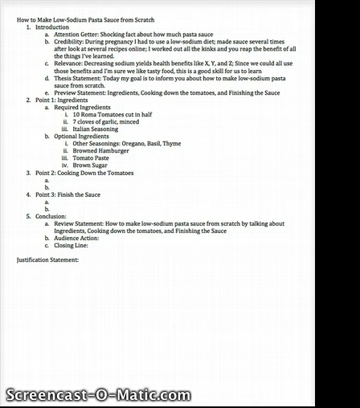 How to Make Low-Sodium Pasta Sauce from Scratch
1. Introduction
a. Attention Getter: Shocking fact about how much pasta sauce
b. Credibility: During pregnancy I had to use a low-sodium diet; made sauce several times
after look at several recipes online; I worked out all the kinks and you reap the benefit of all
the things I've learned.
c. Relevance: Decreasing sodium yields health benefits like X, Y, and Z; Since we could all use
those benefits and I'm sure we like tasty food, this is a good skill for us to learn
d. Thesis Statement: Today my goal is to inform you about how to make low-sodium pasta
sauce from scratch.
e. Preview Statement: Ingredients, Cooking down the tomatoes, and Finishing the Sauce
2. Point 1: Ingredients
a. Required Ingredients
i. 10 Roma Tomatoes cut in half
ii. 7 cloves of garlic, minced
iii. Italian Seasoning
b. Optional Ingredients
i. Other Seasonings: Oregano, Basil, Thyme
ii. Browned Hamburger
iii. Tomato Paste
iv. Brown Sugar
3. Point 2: Cooking Down the Tomatoes
a.
b.
4. Point 3: Finish the Sauce
a.
b.
5. Conclusion:
a. Review Statement: How to make low-sodium pasta sauce from scratch by talking about
Ingredients, Cooking down the tomatoes, and Finishing the Sauce
b. Audience Action:
c. Closing Line:
Justification Statement:
Screencast-O-Matic.com